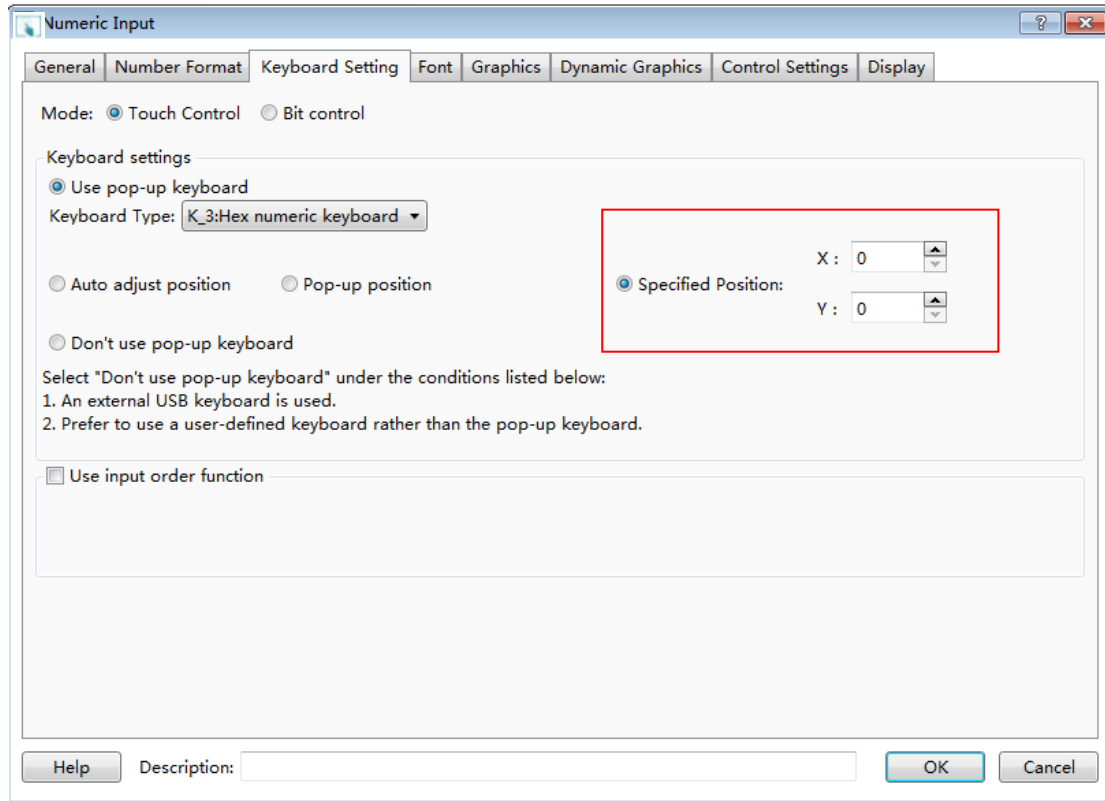 Numeric Input
General Number Format Keyboard Setting Font Graphics Dynamic Graphics Control Settings Display
Mode: Touch Control Bit control
Keyboard settings
Use pop-up keyboard
Keyboard Type: K_3:Hex numeric keyboard
X : 0
Auto adjust position Pop-up position Specified Position:
Y : 0
Don't use pop-up keyboard
Select "Don't use pop-up keyboard" under the conditions listed below:
1. An external USB keyboard is used.
2. Prefer to use a user-defined keyboard rather than the pop-up keyboard.
Use input order function
Help Description: OK Cancel